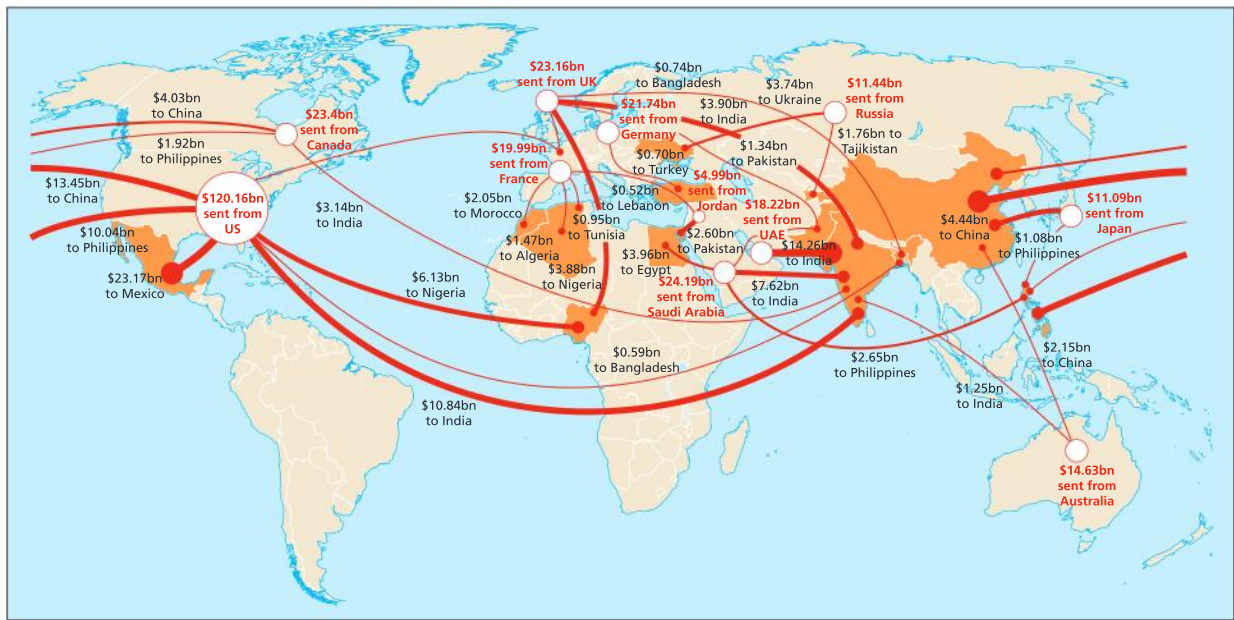 $23.16bn
sent from UK
$0.74bn
to Bangladesh
$3.74bn
to Ukraine
$11.44bn
sent from
Russia
$4.03bn
to China
$23.4bn
sent from
Canada
$21.74bn
sent from
Germany
$3.90bn
to India
$1.92bn
to Philippines
$19.99bn
sent from
France
$0.70bn
to Turkey
$1.34bn
to Pakistan
$1.76bn to
Tajikistan
$13.45bn
to China
$120.16bn
sent from
US
$3.14bn
to India
$2.05bn
to Morocco
$0.52bn
to Lebanon
$4.99bn
sent from
Jordan
$18.22bn
sent from
UAE
$4.44bn
to China
$11.09bn
sent from
Japan
$10.04bn
to Philippines
$1.47bn
to Algeria
$0.95bn
to Tunisia
$2.60bn
to Pakistan
$14.26bn
to India
$1.08bn
to Philippines
$23.17bn
to Mexico
$6.13bn
to Nigeria
$3.88bn
to Nigeria
$3.96bn
to Egypt
$24.19bn
sent from
Saudi Arabia
$7.62bn
to India
$0.59bn
to Bangladesh
$2.65bn
to Philippines
$2.15bn
to China
$10.84bn
to India
$1.25bn
to India
$14.63bn
sent from
Australia